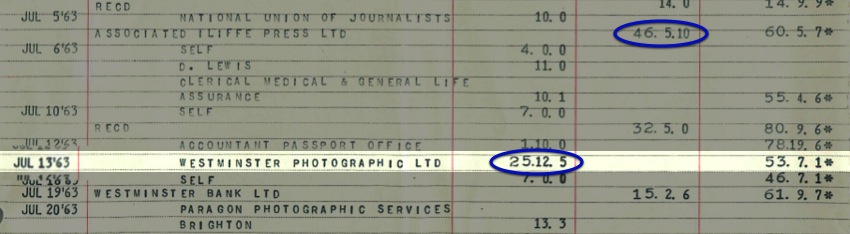 RECD 14. 0 14. 9. 9*
JUL 5'63 NATIONAL UNION OF JOURNALISTS 10. 0
ASSOCIATED ILIFFE PRESS LTD 46. 5.10 60. 5. 7*
JUL 6'63 SELF 4. 0. 0
D. LEWIS 11. 0
CLERICAL MEDICAL & GENERAL LIFE
ASSURANCE 10. 1 55. 4. 6*
JUL 10'63 SELF 7. 0. 0
RECD 32. 5. 0 80. 9. 6*
JUL 12'63 ACCOUNTANT PASSPORT OFFICE 1.10. 0 78.19. 6*
JUL 13'63 WESTMINSTER PHOTOGRAPHIC LTD 25.12. 5 53. 7. 1*
SELF 7. 0. 0 46. 7. 1*
JUL 19'63 WESTMINSTER BANK LTD 15. 2. 6 61. 9. 7*
JUL 20'63 PARAGON PHOTOGRAPHIC SERVICES
BRIGHTON 13. 3